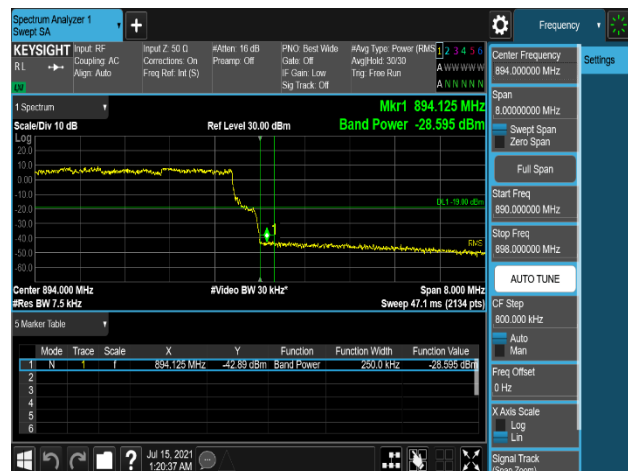 Spectrum Analyzer 1
Swept SA
Frequency
KEYSIGHT
Input: RF
Input Z: 50 Ω
#Atten: 16 dB
PNO: Best Wide
#Avg Type: Power (RMS
1 2 3 4 5 6
RL
Coupling: AC
Corrections: On
Preamp: Off
Gate: Off
Avg|Hold: 30/30
A W W W W W
Align: Auto
Freq Ref: Int (S)
IF Gain: Low
Trig: Free Run
Sig Track: Off
A N N N N N
Center Frequency
894.000000 MHz
Settings
Span
8.00000000 MHz
Swept Span
Zero Span
Full Span
Start Freq
890.000000 MHz
Stop Freq
898.000000 MHz
AUTO TUNE
CF Step
800.000 kHz
Auto
Man
Freq Offset
0 Hz
X Axis Scale
Log
Lin
Signal Track
(Span Zoom)
1 Spectrum
Mkr1 894.125 MHz
Scale/Div 10 dB
Ref Level 30.00 dBm
Band Power -28.595 dBm
Log
20.0
10.0
0.00
-10.0
-20.0
-30.0
-40.0
-50.0
-60.0
DL1 -19.00 dBm
1
RMS
Center 894.000 MHz
#Video BW 30 kHz*
Span 8.000 MHz
#Res BW 7.5 kHz
Sweep 47.1 ms (2134 pts)
5 Marker Table
Mode Trace Scale X Y Function Function Width Function Value
1 N 1 f 894.125 MHz -42.89 dBm Band Power 250.0 kHz -28.595 dBm
2
3
4
5
6
?
Jul 15, 2021
1:20:37 AM